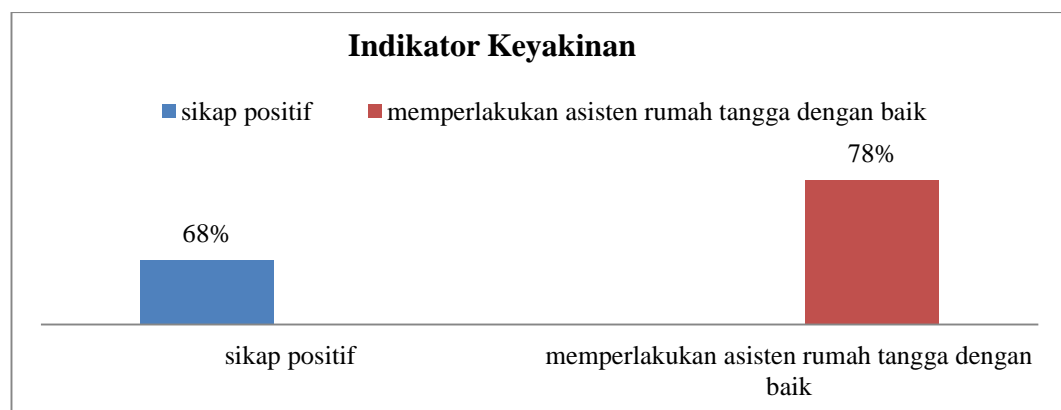 Indikator Keyakinan
sikap positif memperlakukan asisten rumah tangga dengan baik
78%
68%
sikap positif
memperlakukan asisten rumah tangga dengan
baik